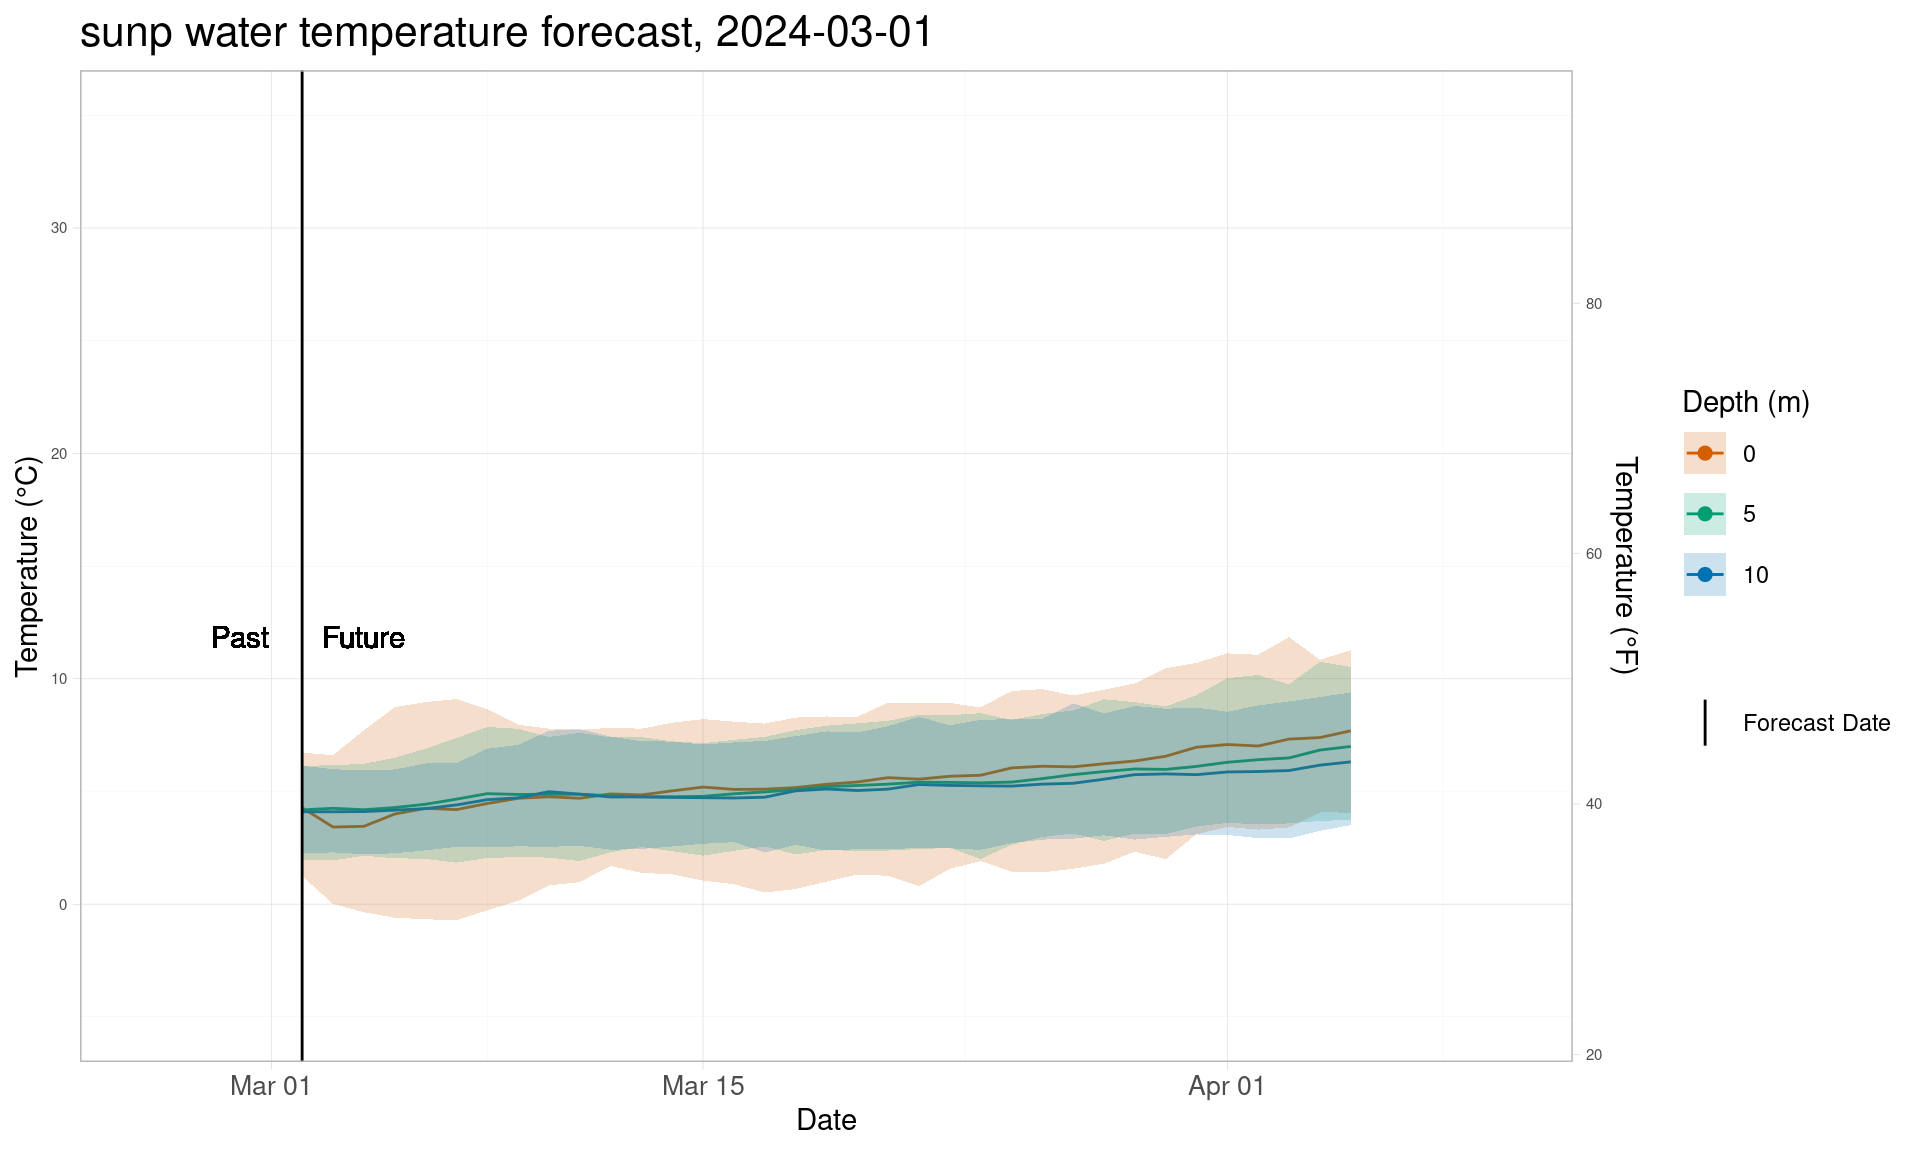 sunp water temperature forecast, 2024-03-01
Temperature (°C)
30
20
10
0
Past
Future
80
60
40
20
Temperature (°F)
Mar 01
Mar 15
Apr 01
Date
Depth (m)
0
5
10
Forecast Date